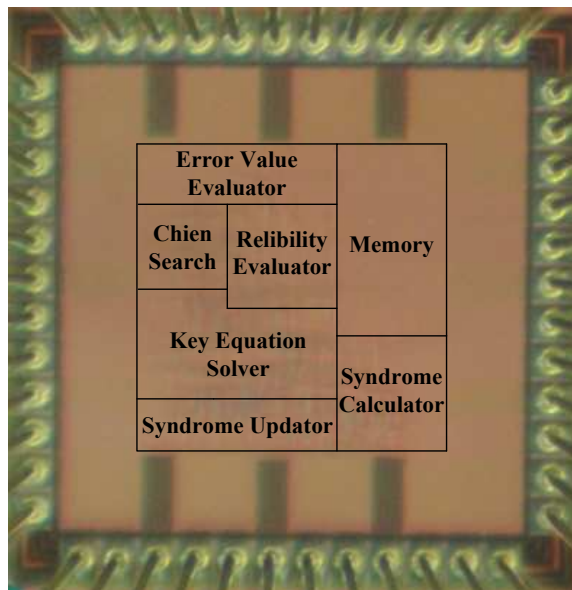 Error Value
Evaluator
Chien
Search
Relibility
Evaluator
Memory
Key Equation
Solver
Syndrome
Calculator
Syndrome Updator